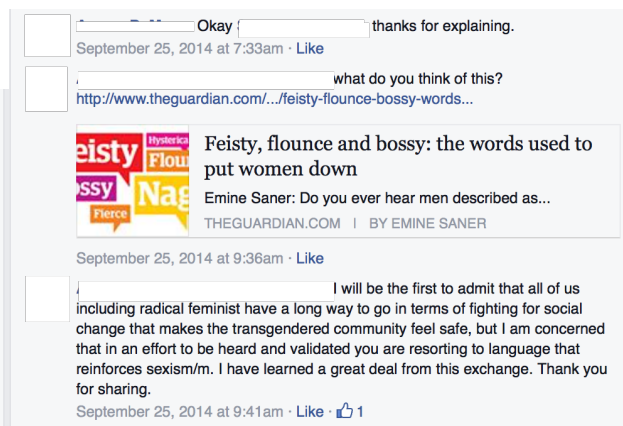 Okay thanks for explaining.
September 25, 2014 at 7:33am · Like
what do you think of this?
http://www.theguardian.com/.../feisty-flounce-bossy-words...
eisty
Hysterica
Flou
ossy
Nag
Fierce
Feisty, flounce and bossy: the words used to
put women down
Emine Saner: Do you ever hear men described as...
THEGUARDIAN.COM | BY EMINE SANER
September 25, 2014 at 9:36am · Like
I will be the first to admit that all of us
including radical feminist have a long way to go in terms of fighting for social
change that makes the transgendered community feel safe, but I am concerned
that in an effort to be heard and validated you are resorting to language that
reinforces sexism/m. I have learned a great deal from this exchange. Thank you
for sharing.
September 25, 2014 at 9:41am · Like · 1